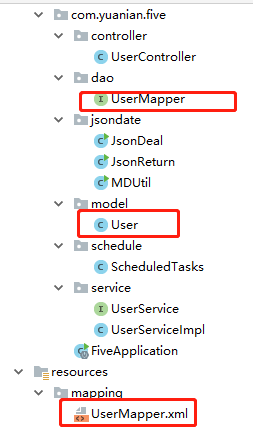 com.yuanian.five
controller
UserController
dao
UserMapper
jsondate
JsonDeal
JsonReturn
MDUtil
model
User
schedule
ScheduledTasks
service
UserService
UserServiceImpl
FiveApplication
resources
mapping
UserMapper.xml